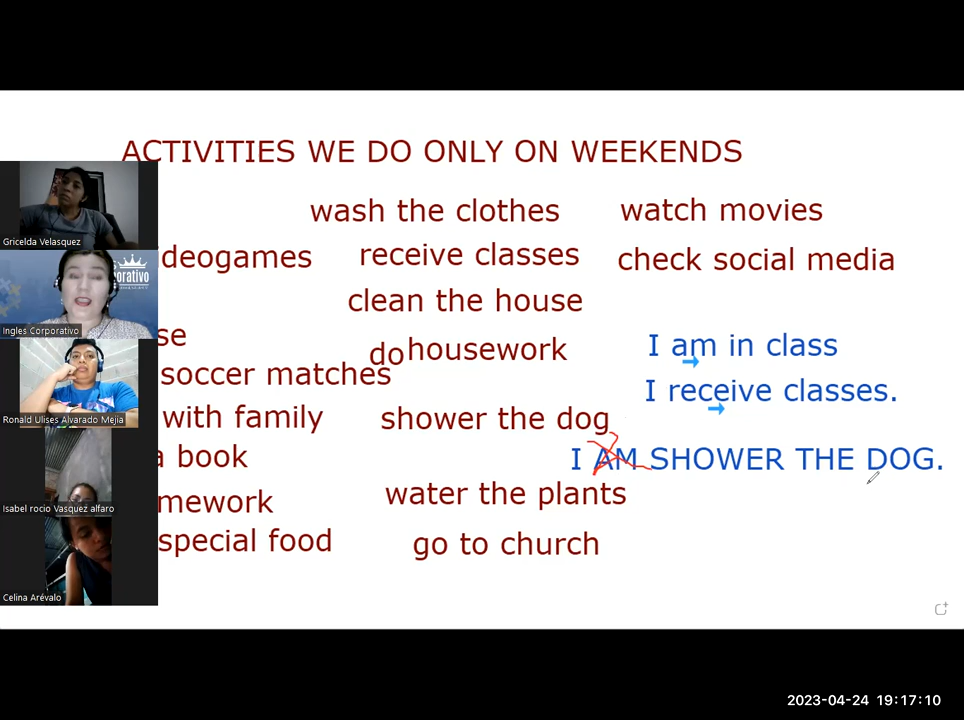 ACTIVITIES WE DO ONLY ON WEEKENDS
wash the clothes
watch movies
deogames
receive classes
check social media
clean the house
se
do housework
I am in class
soccer matches
I receive classes.
with family
shower the dog
a book
I AM SHOWER THE DOG.
mework
water the plants
special food
go to church
Gricelda Velasquez
orativo
Ingles Corporativo
Ronald Ulises Alvarado Mejia
Isabel rocio Vasquez alfaro
Celina Arévalo
2023-04-24 19:17:10